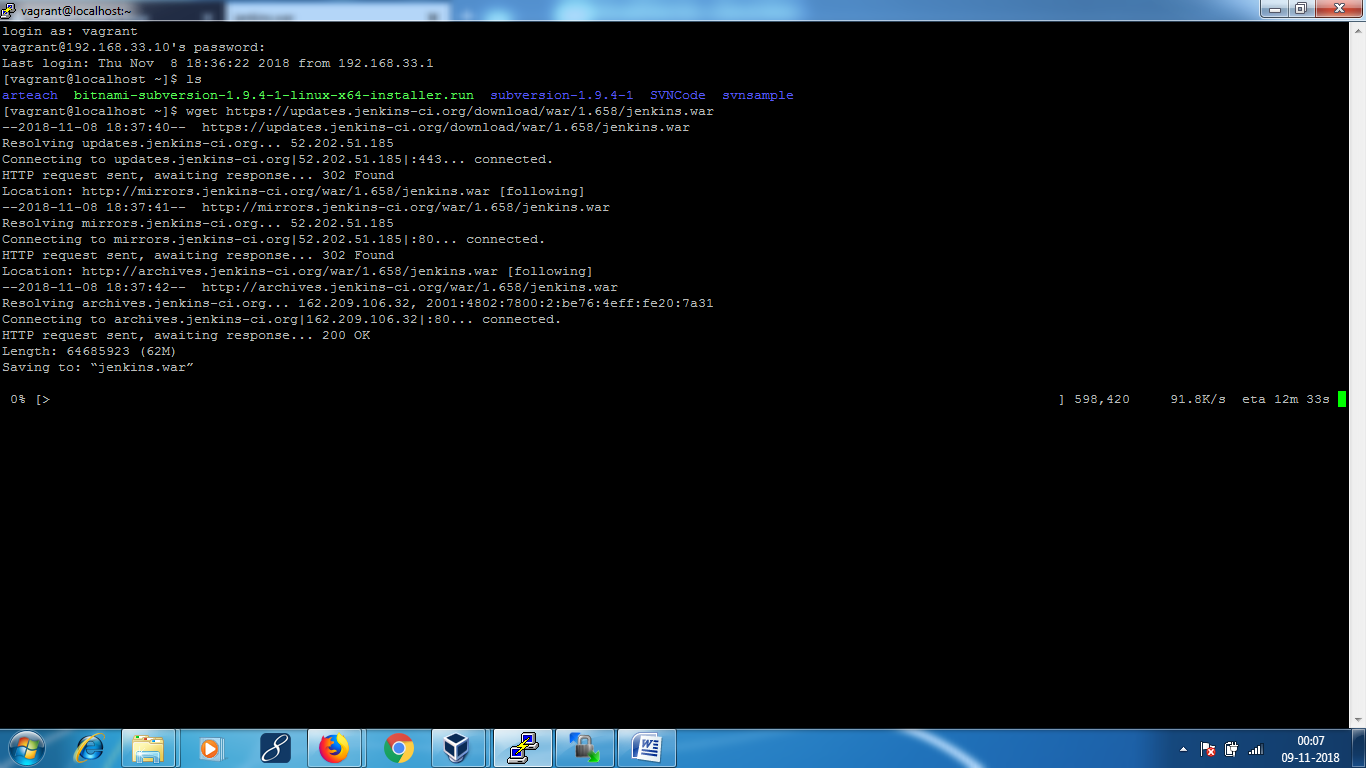 vagrant@localhost:~
login as: vagrant
vagrant@192.168.33.10's password:
Last login: Thu Nov  8 18:36:22 2018 from 192.168.33.1
[vagrant@localhost ~]$ ls
arteach  bitnami-subversion-1.9.4-1-linux-x64-installer.run  subversion-1.9.4-1  SVNCode  svnsample
[vagrant@localhost ~]$ wget https://updates.jenkins-ci.org/download/war/1.658/jenkins.war
--2018-11-08 18:37:40--  https://updates.jenkins-ci.org/download/war/1.658/jenkins.war
Resolving updates.jenkins-ci.org... 52.202.51.185
Connecting to updates.jenkins-ci.org|52.202.51.185|:443... connected.
HTTP request sent, awaiting response... 302 Found
Location: http://mirrors.jenkins-ci.org/war/1.658/jenkins.war [following]
--2018-11-08 18:37:41--  http://mirrors.jenkins-ci.org/war/1.658/jenkins.war
Resolving mirrors.jenkins-ci.org... 52.202.51.185
Connecting to mirrors.jenkins-ci.org|52.202.51.185|:80... connected.
HTTP request sent, awaiting response... 302 Found
Location: http://archives.jenkins-ci.org/war/1.658/jenkins.war [following]
--2018-11-08 18:37:42--  http://archives.jenkins-ci.org/war/1.658/jenkins.war
Resolving archives.jenkins-ci.org... 162.209.106.32, 2001:4802:7800:2:be76:4eff:fe20:7a31
Connecting to archives.jenkins-ci.org|162.209.106.32|:80... connected.
HTTP request sent, awaiting response... 200 OK
Length: 64685923 (62M)
Saving to: “jenkins.war”
 0% [>                                      ] 598,420     91.8K/s  eta 12m 33s
00:07
09-11-2018